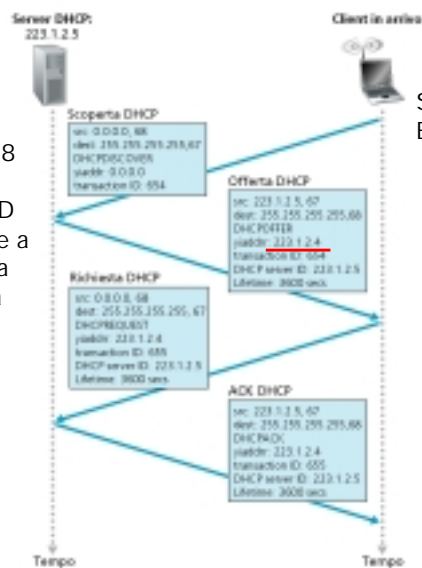 Server DHCP:
223.1.2.5
Client in arrivo
S
E
8
D
e a
a
Scoperta DHCP
src: 0.0.0.0, 68
dest: 255.255.255.255,67
DHCPDISCOVER
yiaddr: 0.0.0.0
transaction ID: 654
Offerta DHCP
src: 223.1.2.5, 67
dest: 255.255.255.255,68
DHCPOFFER
yiaddr: 223.1.2.4
transaction ID: 654
DHCP server ID: 223.1.2.5
Lifetime: 3600 secs
Richiesta DHCP
src: 0.0.0.0, 68
dest: 255.255.255.255, 67
DHCPREQUEST
yiaddr: 223.1.2.4
transaction ID: 655
DHCP server ID: 223.1.2.5
Lifetime: 3600 secs
ACK DHCP
src: 223.1.2.5, 67
dest: 255.255.255.255,68
DHCPACK
yiaddr: 223.1.2.4
transaction ID: 655
DHCP server ID: 223.1.2.5
Lifetime: 3600 secs
Tempo
Tempo